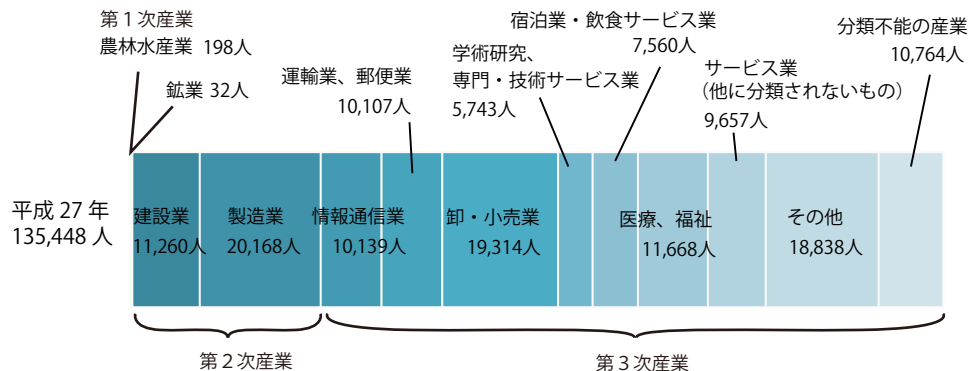 第１次産業
農林水産業 198人
鉱業 32人
運輸業、郵便業
10,107人
学術研究、
専門・技術サービス業
5,743人
宿泊業・飲食サービス業
7,560人
サービス業
（他に分類されないもの）
9,657人
分類不能の産業
10,764人
平成 27 年
135,448 人
建設業
11,260人
製造業
20,168人
情報通信業
10,139人
卸・小売業
19,314人
医療、福祉
11,668人
その他
18,838人
第２次産業
第３次産業